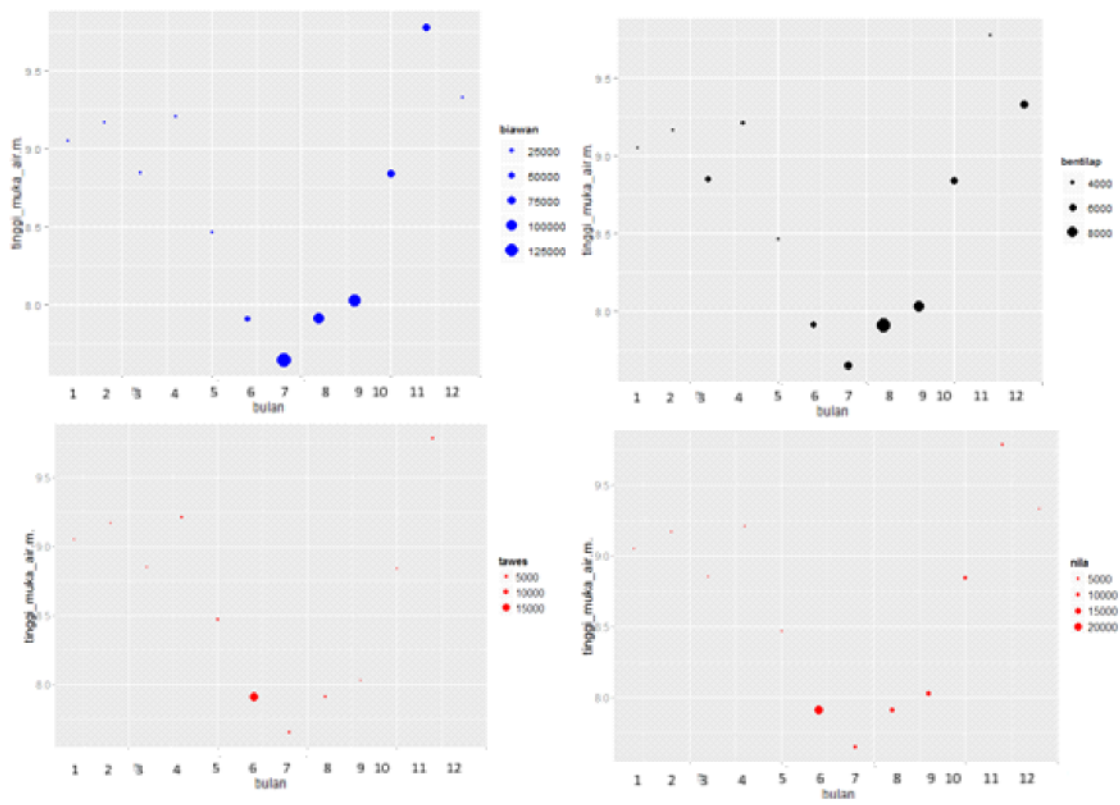 tinggi_muka_air.m.
9.5
9.0
8.5
8.0
1 2 3 4 5 6 7 8 9 10 11 12
bulan
biawan
25000
50000
75000
100000
125000
tinggi_muka_air.m.
9.5
9.0
8.5
8.0
1 2 3 4 5 6 7 8 9 10 11 12
bulan
bentilap
4000
6000
8000
tinggi_muka_air.m.
9.5
9.0
8.5
8.0
1 2 3 4 5 6 7 8 9 10 11 12
bulan
tawes
5000
10000
15000
tinggi_muka_air.m.
9.5
9.0
8.5
8.0
1 2 3 4 5 6 7 8 9 10 11 12
bulan
nila
5000
10000
15000
20000